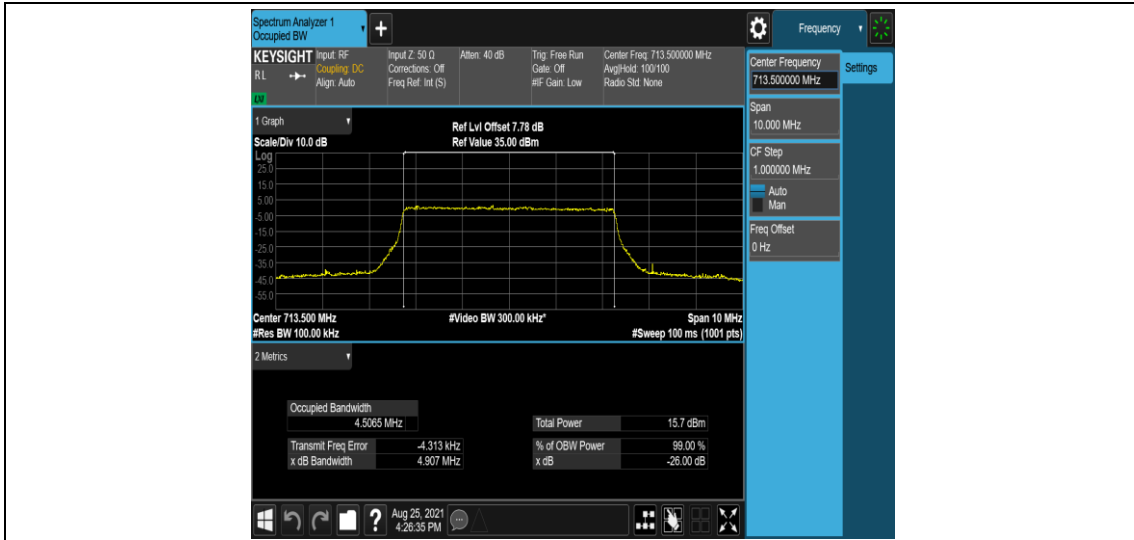 Spectrum Analyzer 1
Occupied BW
+
Frequency
KEYSIGHT
R L
Input: RF
Coupling: DC
Align: Auto
Input Z: 50 Ω
Corrections: Off
Freq Ref: Int (S)
Atten: 40 dB
Trig: Free Run
Gate: Off
#IF Gain: Low
Center Freq: 713.500000 MHz
Avg|Hold: 100/100
Radio Std: None
Center Frequency
713.500000 MHz
Settings
Span
10.000 MHz
CF Step
1.000000 MHz
Auto
Man
Freq Offset
0 Hz
1 Graph
Scale/Div 10.0 dB
Ref Lvl Offset 7.78 dB
Ref Value 35.00 dBm
Log
25.0
15.0
5.00
-5.00
-15.0
-25.0
-35.0
-45.0
-55.0
Center 713.500 MHz
#Video BW 300.00 kHz*
Span 10 MHz
#Res BW 100.00 kHz
#Sweep 100 ms (1001 pts)
2 Metrics
Occupied Bandwidth
4.5065 MHz
Total Power 15.7 dBm
Transmit Freq Error -4.313 kHz
% of OBW Power 99.00 %
x dB Bandwidth 4.907 MHz
x dB -26.00 dB
?
Aug 25, 2021
4:26:35 PM